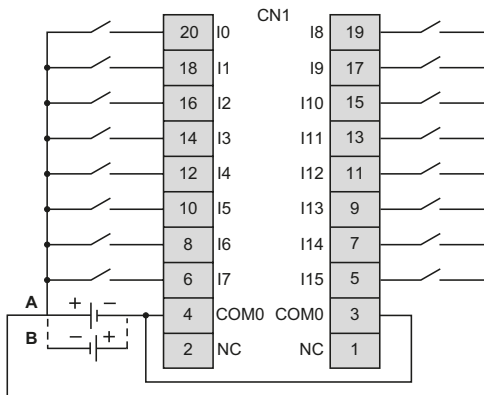 CN1
20 I0 I8 19
18 I1 I9 17
16 I2 I10 15
14 I3 I11 13
12 I4 I12 11
10 I5 I13 9
8 I6 I14 7
6 I7 I15 5
A + − 4 COM0 COM0 3
B − + 2 NC NC 1